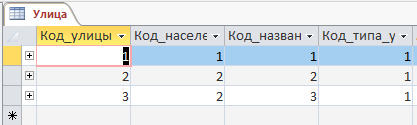 Улица
Код_улицы Код_населе Код_назван Код_типа_у
1 1 1 1
2 2 2 1
3 2 3 1